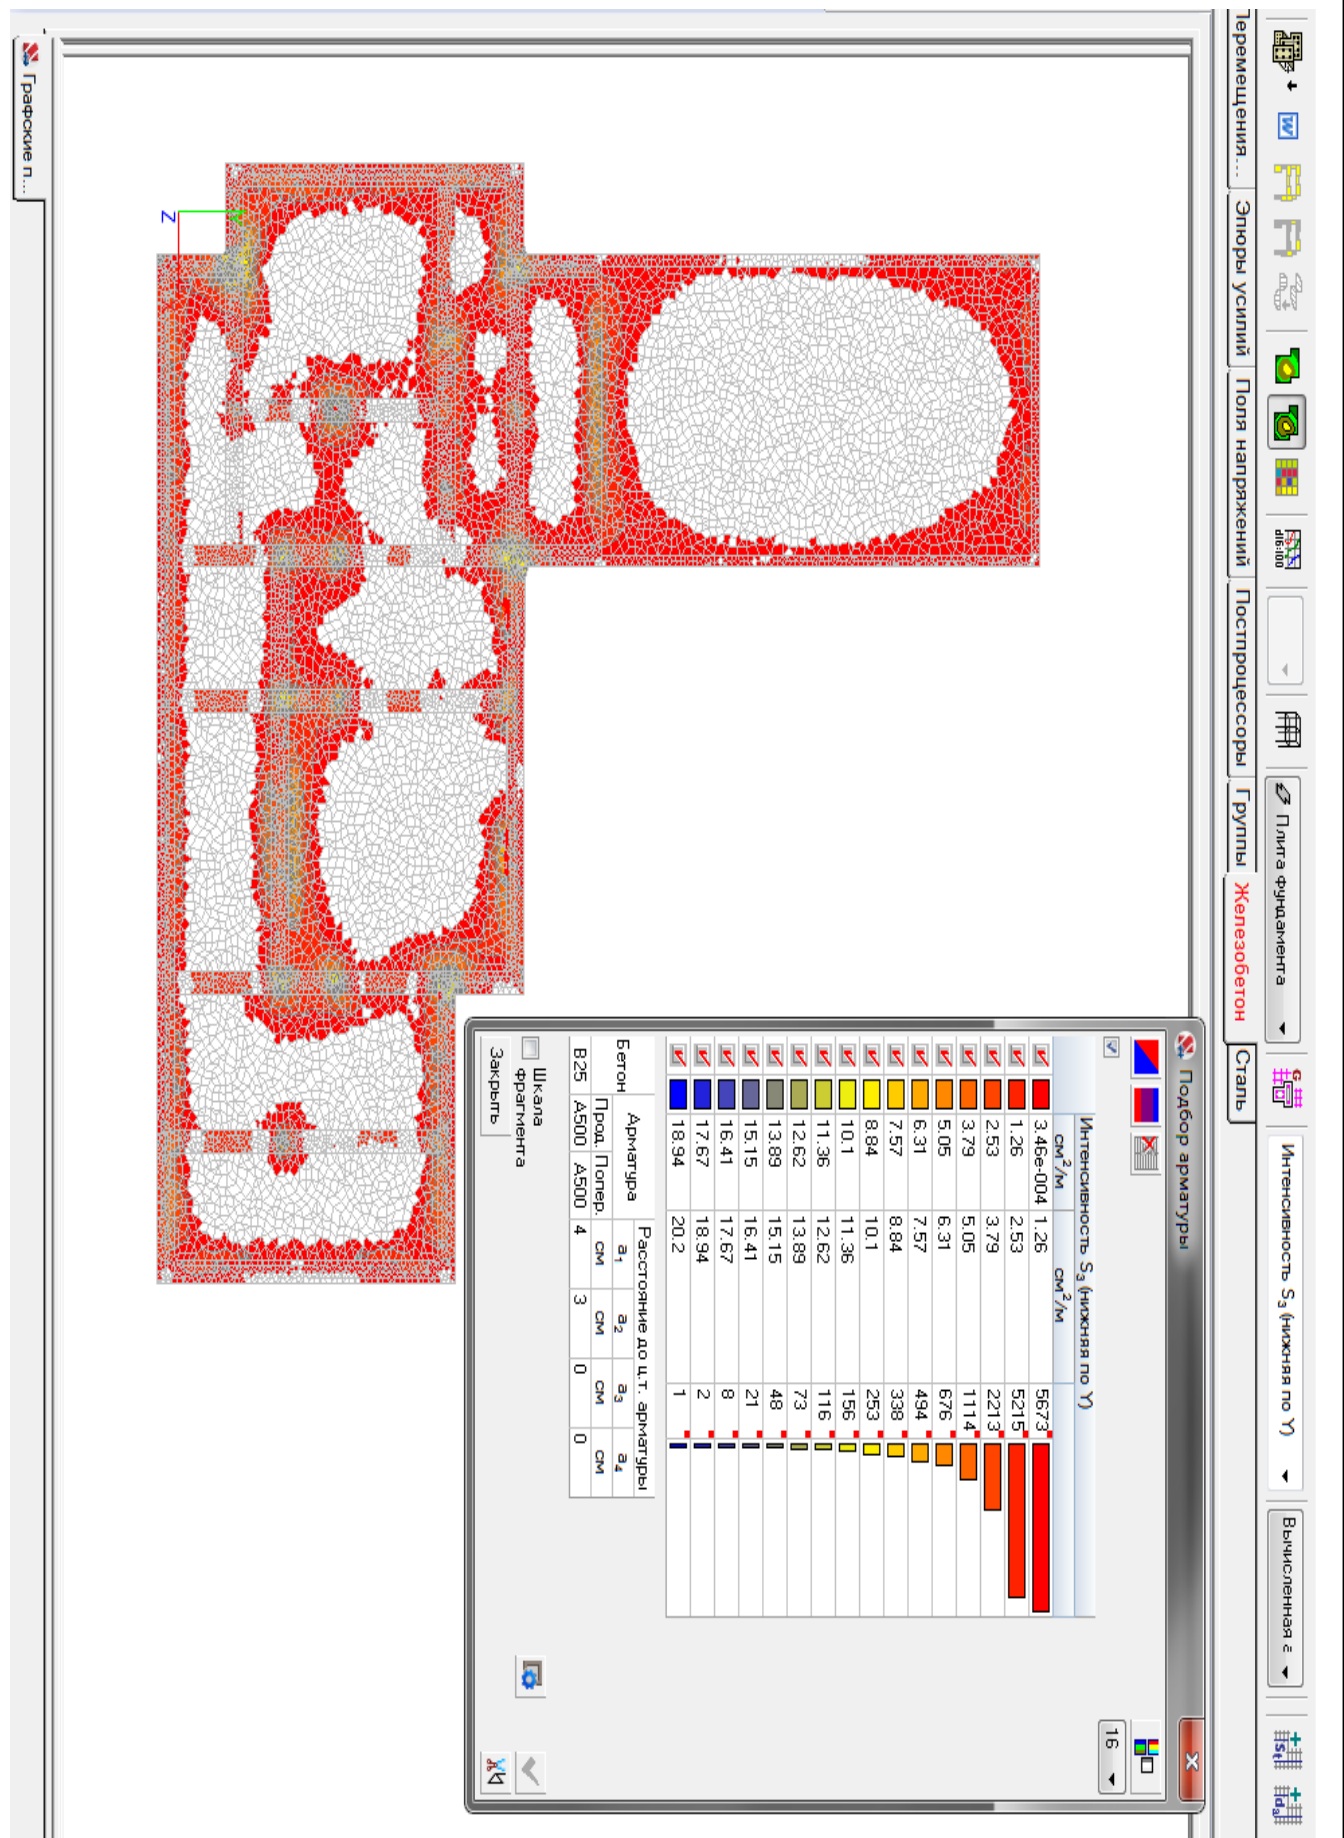 Плита фундамента
Интенсивность S3 (нижняя по Y)
Вычисленная а
Перемещения... Эпюры усилий Поля напряжений Постпроцессоры Группы Железобетон Сталь
Подбор арматуры
16
Интенсивность S3 (нижняя по Y)
см2/м см2/м
3.46e-004 1.26 5673
1.26 2.53 5215
2.53 3.79 2213
3.79 5.05 1114
5.05 6.31 676
6.31 7.57 494
7.57 8.84 338
8.84 10.1 253
10.1 11.36 156
11.36 12.62 116
12.62 13.89 73
13.89 15.15 48
15.15 16.41 21
16.41 17.67 8
17.67 18.94 2
18.94 20.2 1
Бетон Арматура Расстояние до ц.т. арматуры
Прод. Попер. a1 a2 a3 a4
см см см см
B25 A500 A500 4 3 0 0
Шкала
фрагмента
Закрыть
Z
Графские п...